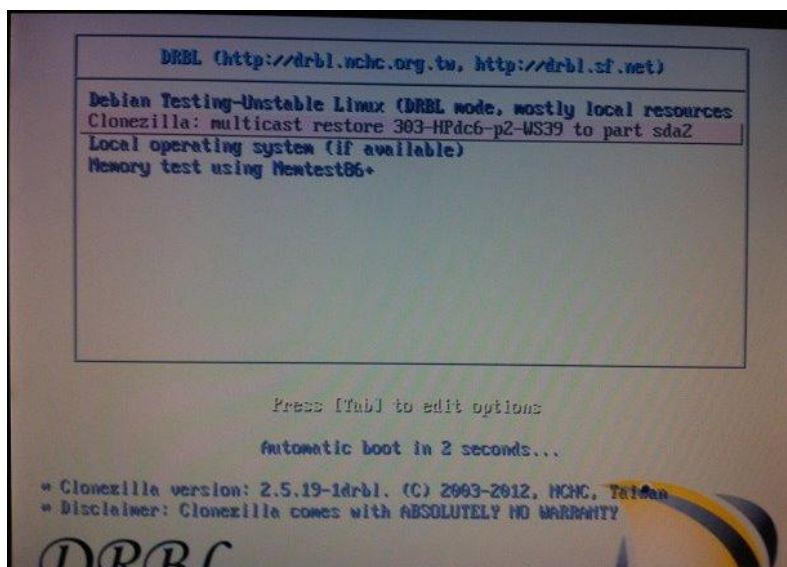 DRBL (http://drbl.nchc.org.tw, http://drbl.sf.net)
Debian Testing-Unstable Linux (DRBL mode, mostly local resources
Clonezilla: multicast restore 303-HPdc6-p2-WS39 to part sda2
Local operating system (if available)
Memory test using Memtest86+
Press [Tab] to edit options
Automatic boot in 2 seconds...
* Clonezilla version: 2.5.19-1drbl. (C) 2003-2012, NCHC, Taiwan
* Disclaimer: Clonezilla comes with ABSOLUTELY NO WARRANTY
DRBL